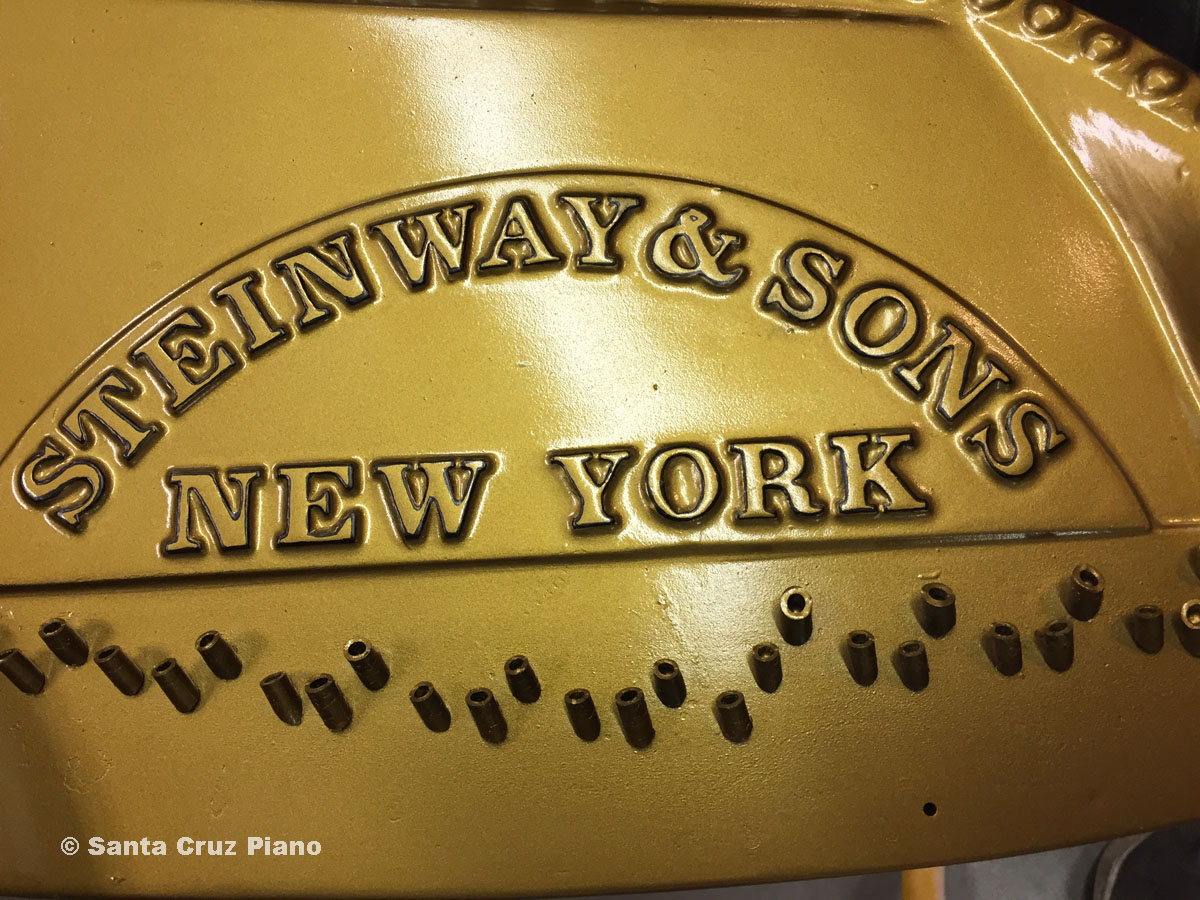 STEINWAY & SONS
NEW YORK
© Santa Cruz Piano